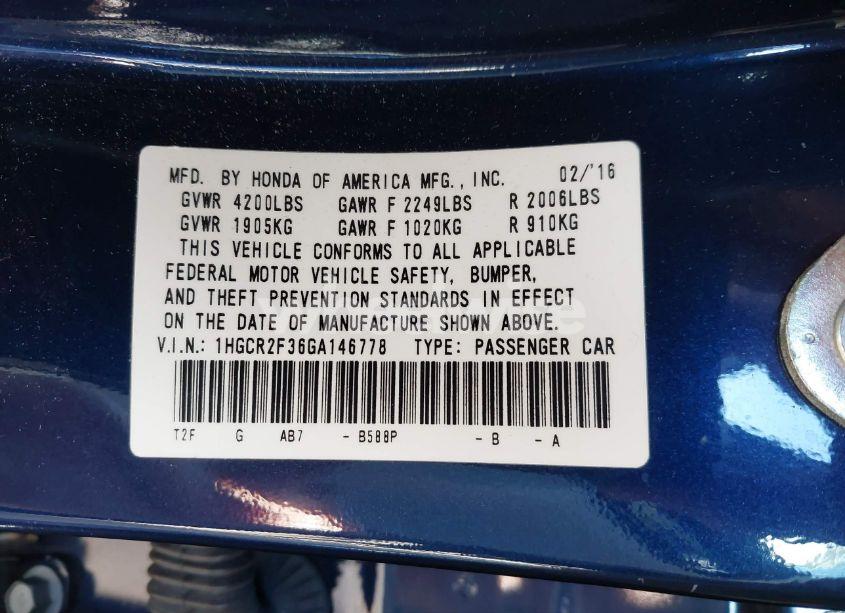 MFD. BY HONDA OF AMERICA MFG., INC. 02/'16
GVWR 4200LBS GAWR F 2249LBS R 2006LBS
GVWR 1905KG GAWR F 1020KG R 910KG
THIS VEHICLE CONFORMS TO ALL APPLICABLE
FEDERAL MOTOR VEHICLE SAFETY, BUMPER,
AND THEFT PREVENTION STANDARDS IN EFFECT
ON THE DATE OF MANUFACTURE SHOWN ABOVE.
V.I.N.: 1HGCR2F36GA146778 TYPE: PASSENGER CAR
T2F G AB7 - B588P - B - A